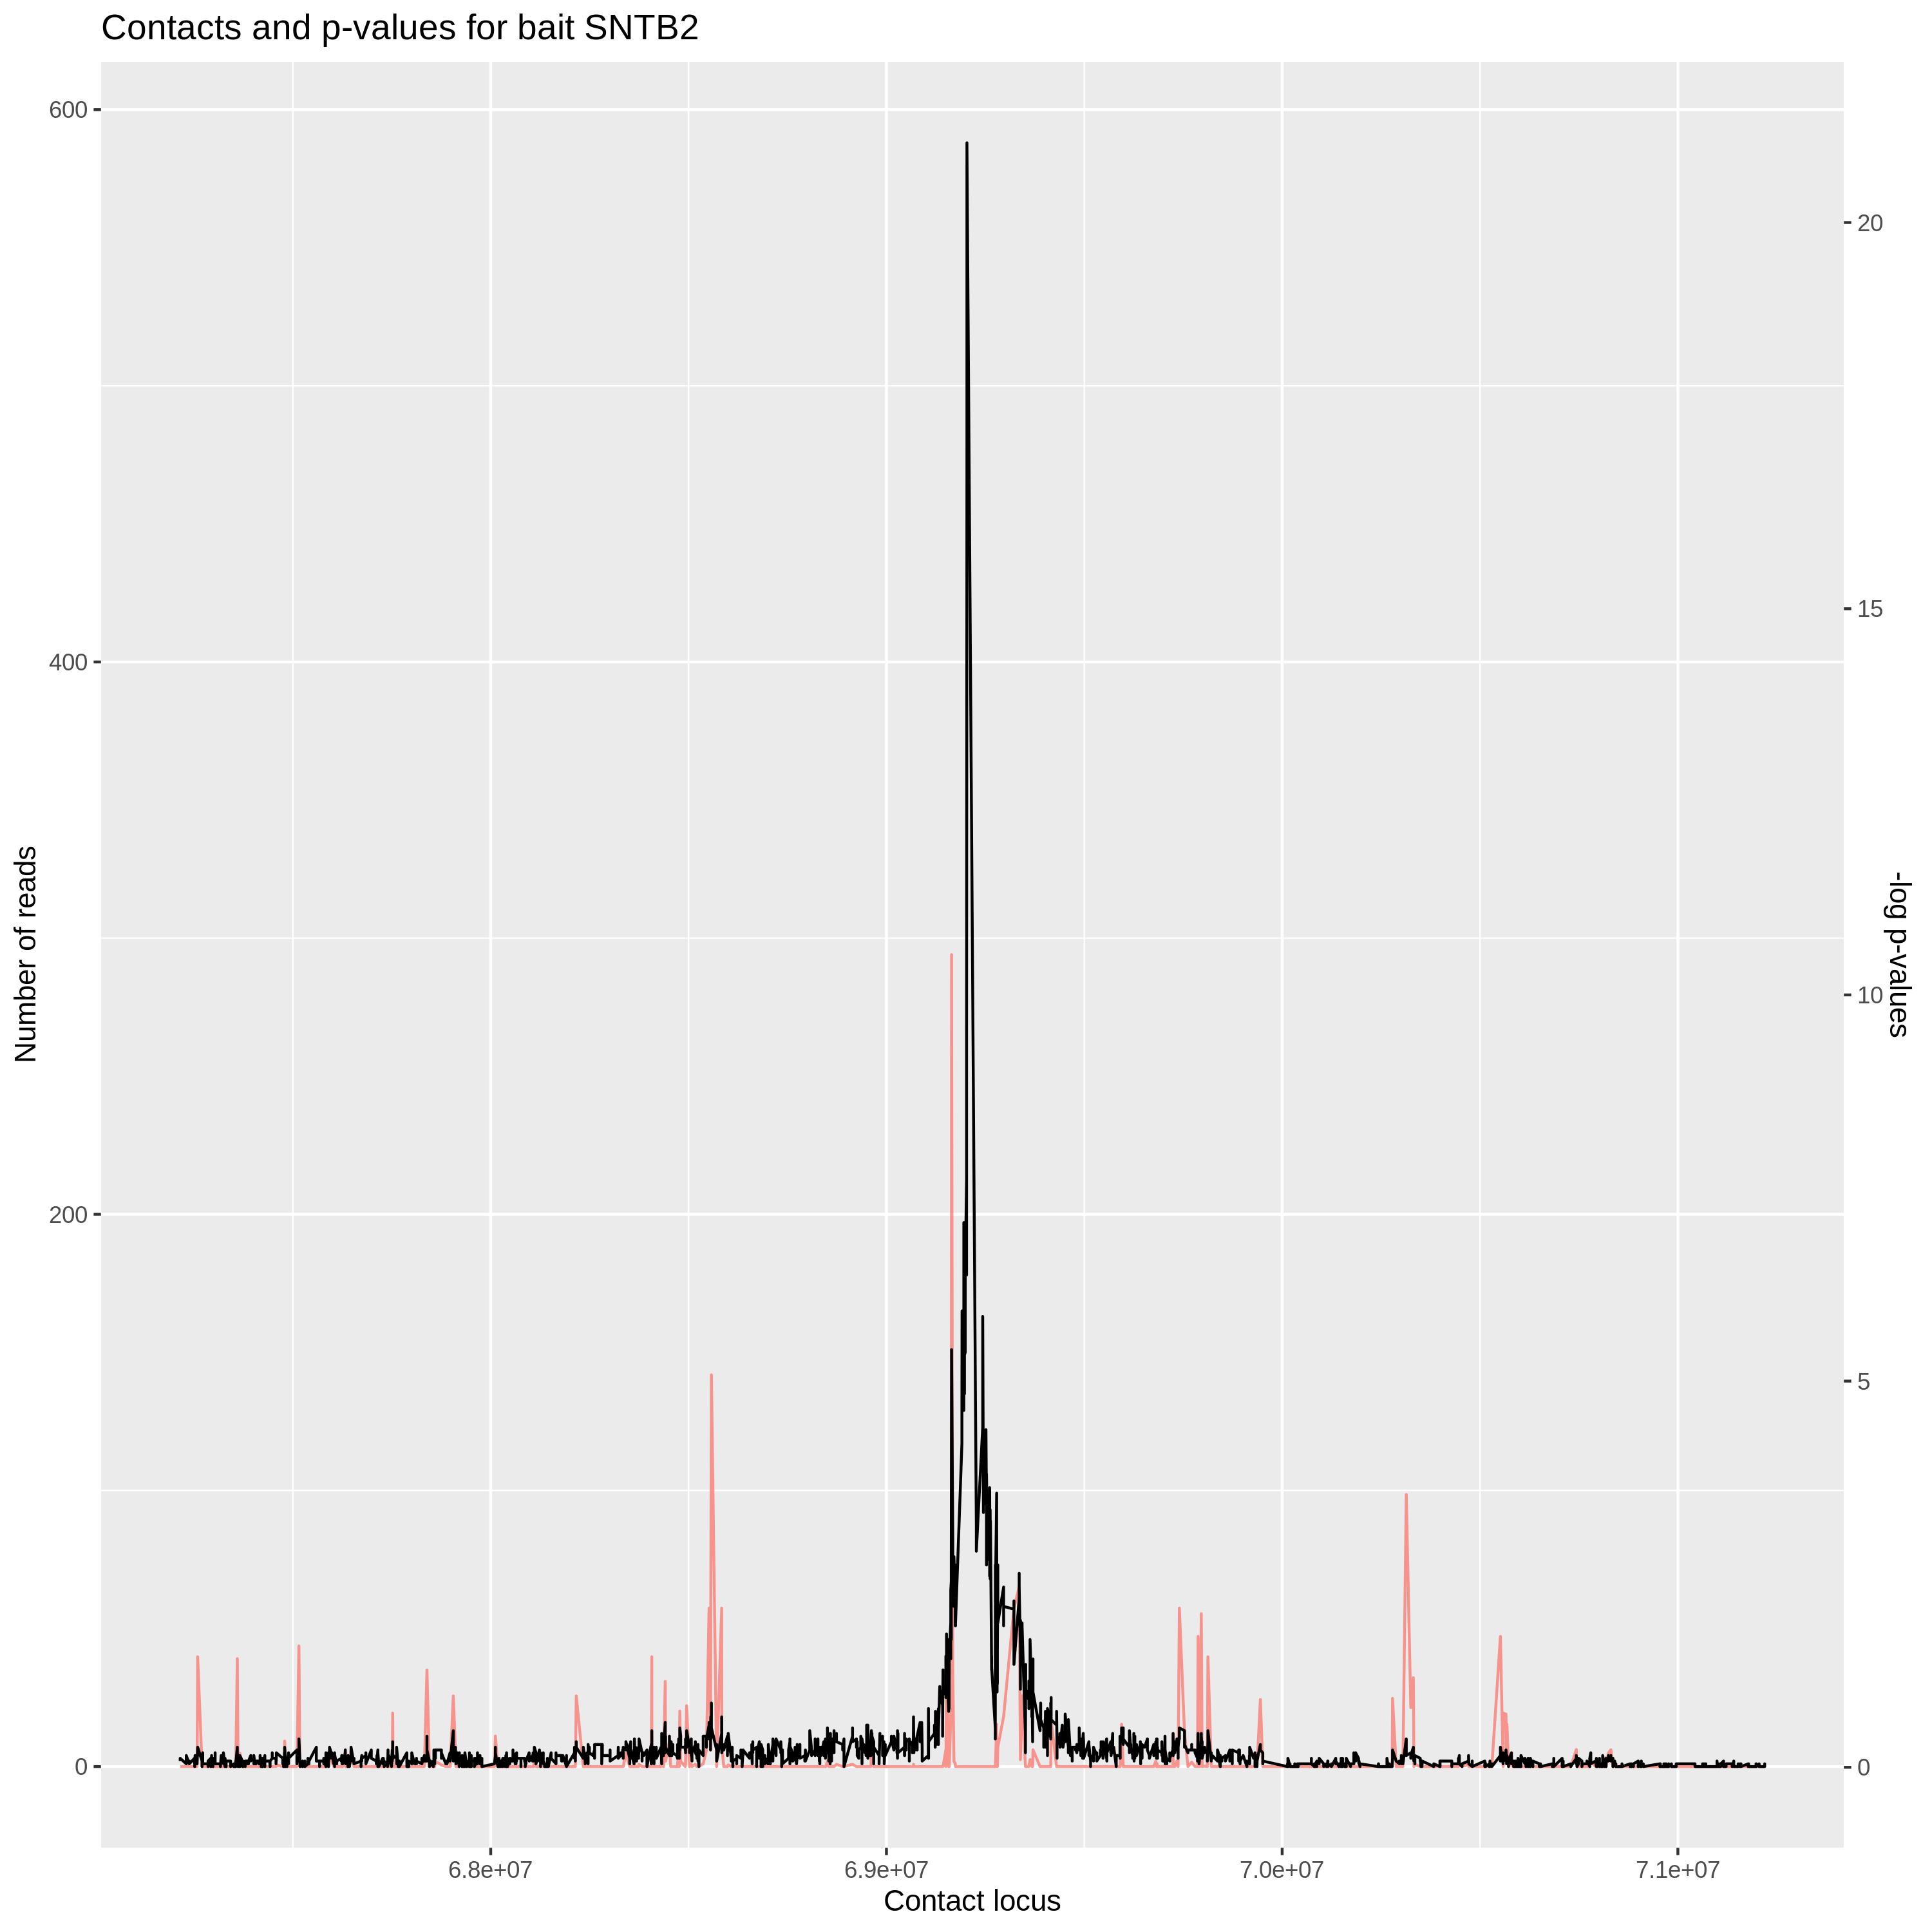 Contacts and p-values for bait SNTB2
600
400
200
0
Number of reads
20
15
10
5
0
-log p-values
6.8e+07 6.9e+07 7.0e+07 7.1e+07
Contact locus